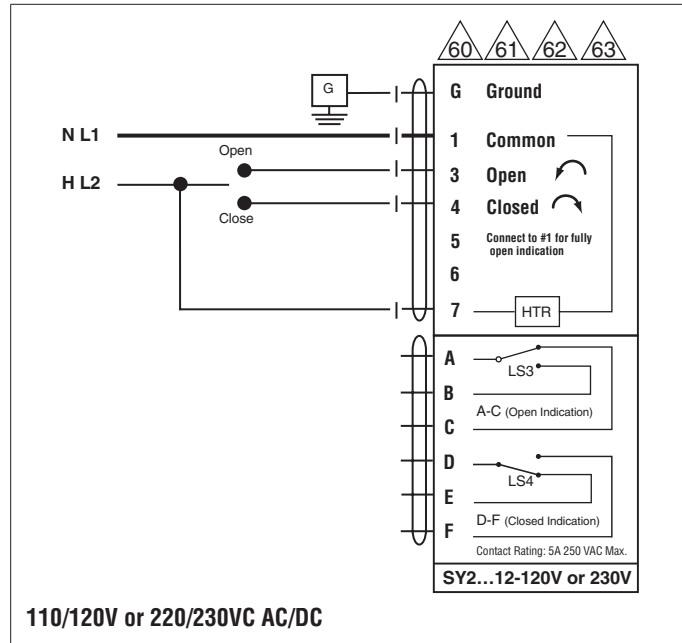 60 61 62 63
G
G Ground
N L1
1 Common
Open
3 Open
H L2
4 Closed
Close
5 Connect to #1 for fully
open indication
6
7 HTR
A
LS3
B
A-C (Open Indication)
C
D
LS4
E
D-F (Closed Indication)
F
Contact Rating: 5A 250 VAC Max.
SY2...12-120V or 230V
110/120V or 220/230VC AC/DC